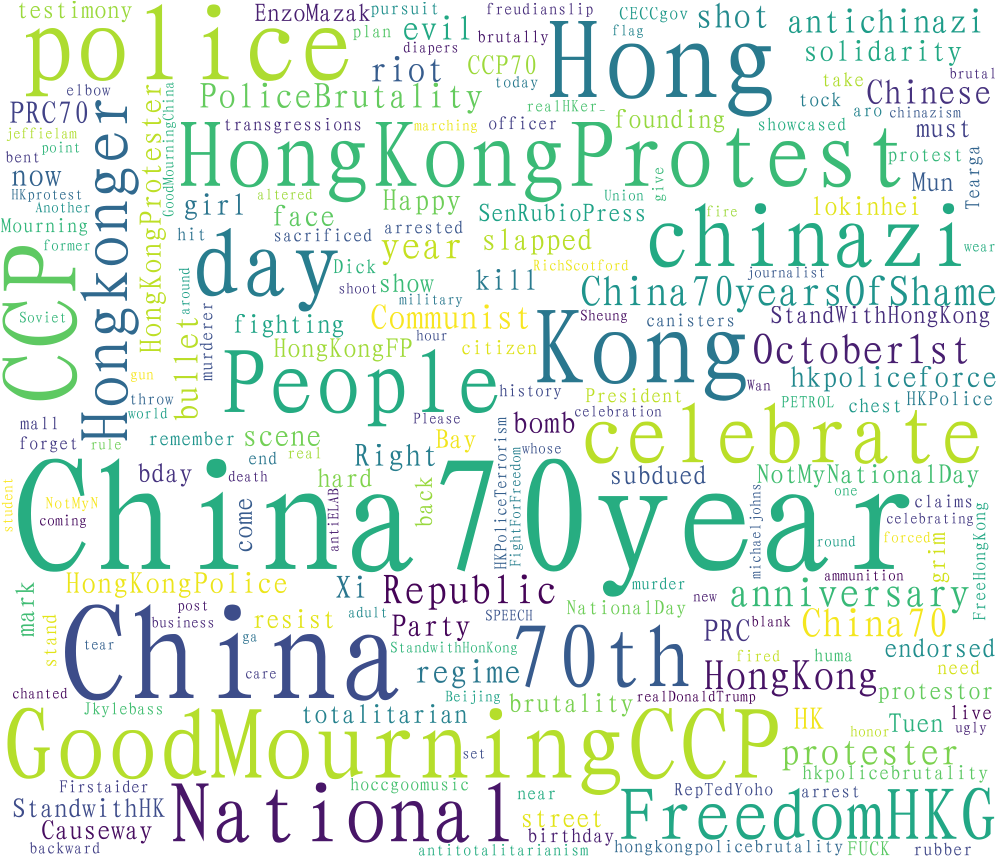 testimony
EnzoMazak
pursuit
freudianslip
CECCgov
shot
antichinazi
police
plan
evil
brutally
flag
Hong
solidarity
diapers
riot
CCP70
today
take
Chinese
brutal
elbow
PRC70
PoliceBrutality
realHKer_
tock
aro
chinazism
jeffielam
point
Hongkonger
HongKongProtester
GoodMourningChina
transgressions
marching
officer
founding
showcased
must
bent
now
HongKongProtest
give
protest
Mun
Tearga
HKprotest
Another
girl
altered
Happy
SenRubioPress
Union
lokinhei
Mourning
former
hit
face
sacrificed
arrested
year
slapped
fire
chinazi
wear
CCP
Soviet
day
around
murderer
bullet
Dick
shoot
show
military
kill
RichScotford
journalist
China70yearsOfShame
fighting
Communist
Sheung
canisters
StandWithHongKong
HongKongFP
hour
citizen
Kong
October1st
gun
throw
world
People
history
Wan
hkpoliceforce
President
PETROL
chest
HKPolice
mall
forget
rule
remember
scene
Please
Bay
bomb
celebration
celebrate
end
real
Right
HKPoliceTerrorism
FightForFreedom
whose
student
bday
death
hard
back
subdued
NotMyNationalDay
China70year
NotMyN
coming
come
antiELAB
michaeljohns
one
claims
celebrating
round
forced
grim
FreeHongKong
mark
HongKongPolice
Xi
Republic
murder
ammunition
new
anniversary
stand
post
business
resist
adult
Party
SPEECH
NationalDay
PRC
blank
China70
China
tear
ga
care
StandwithHonKong
70th
fired
huma
endorsed
need
regime
HongKong
chanted
Jkylebass
totalitarian
Beijing
brutality
realDonaldTrump
protestor
HK
honor
Tuen
live
ugly
GoodMourningCCP
set
protester
hkpolicebrutality
Firstaider
hoccgoomusic
near
RepTedYoho
arrest
StandwithHK
National
street
FreedomHKG
Causeway
birthday
backward
antitotalitarianism
hongkongpolicebrutality
FUCK
rubber